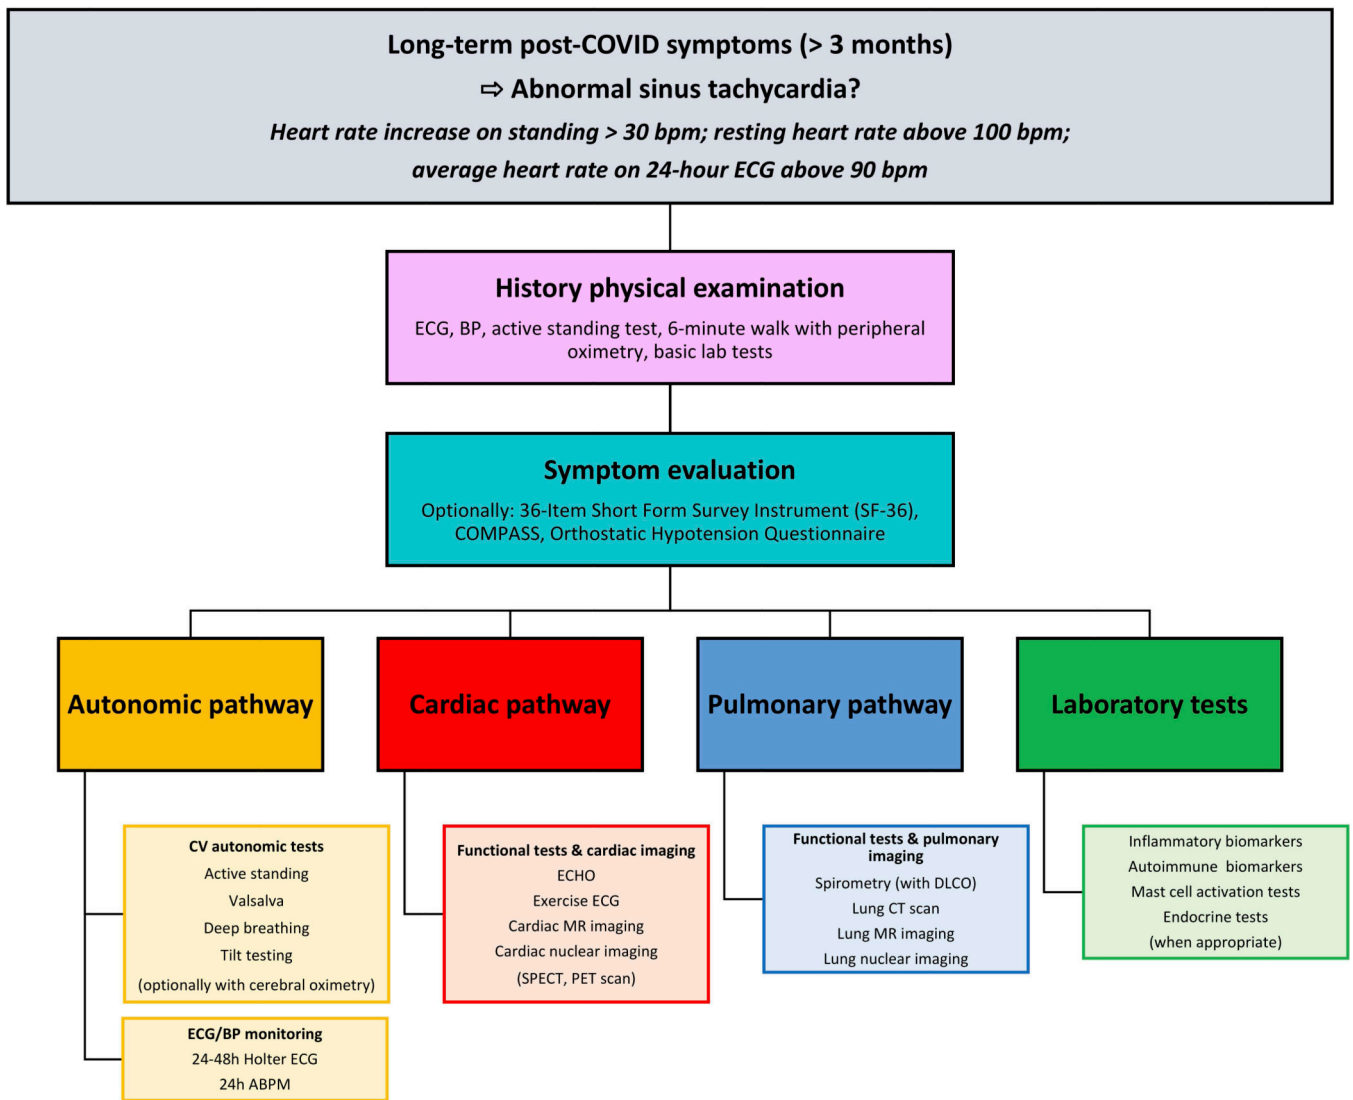 Long-term post-COVID symptoms (> 3 months)
⇨ Abnormal sinus tachycardia?
Heart rate increase on standing > 30 bpm; resting heart rate above 100 bpm;
average heart rate on 24-hour ECG above 90 bpm
History physical examination
ECG, BP, active standing test, 6-minute walk with peripheral
oximetry, basic lab tests
Symptom evaluation
Optionally: 36-Item Short Form Survey Instrument (SF-36),
COMPASS, Orthostatic Hypotension Questionnaire
Autonomic pathway
Cardiac pathway
Pulmonary pathway
Laboratory tests
CV autonomic tests
Active standing
Valsalva
Deep breathing
Tilt testing
(optionally with cerebral oximetry)
ECG/BP monitoring
24-48h Holter ECG
24h ABPM
Functional tests & cardiac imaging
ECHO
Exercise ECG
Cardiac MR imaging
Cardiac nuclear imaging
(SPECT, PET scan)
Functional tests & pulmonary
imaging
Spirometry (with DLCO)
Lung CT scan
Lung MR imaging
Lung nuclear imaging
Inflammatory biomarkers
Autoimmune biomarkers
Mast cell activation tests
Endocrine tests
(when appropriate)